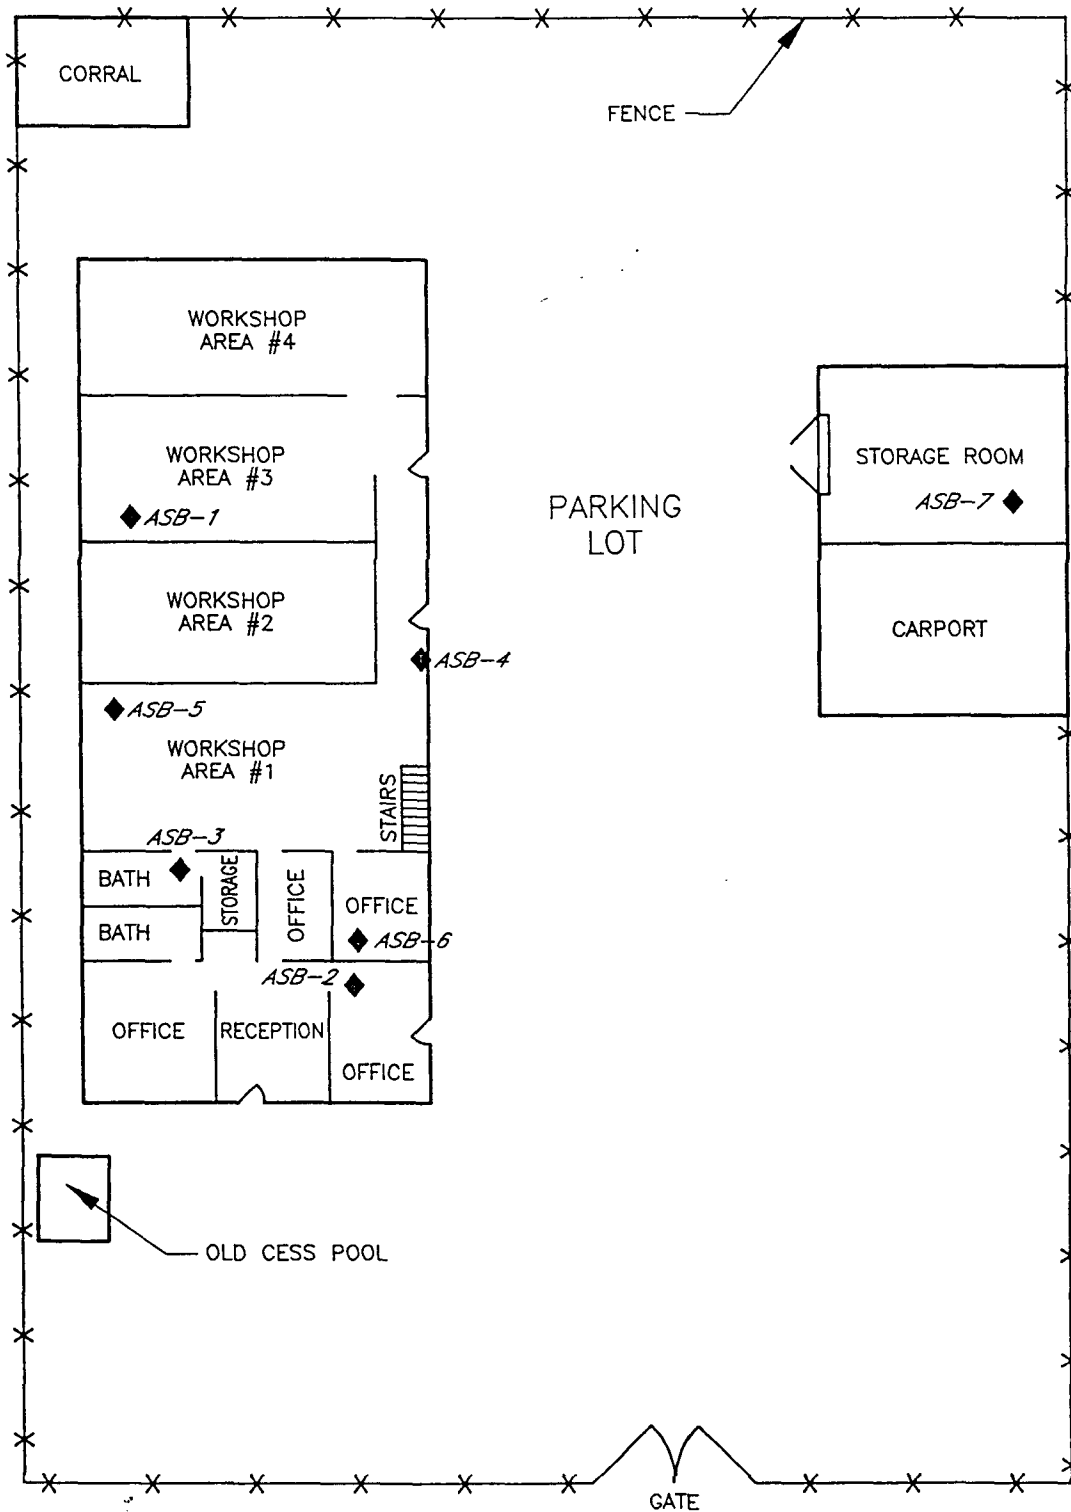 CORRAL
FENCE
WORKSHOP
AREA #4
WORKSHOP
AREA #3
ASB-1
PARKING
LOT
STORAGE ROOM
ASB-7
WORKSHOP
AREA #2
CARPORT
ASB-4
ASB-5
WORKSHOP
AREA #1
STAIRS
ASB-3
BATH
STORAGE
OFFICE
OFFICE
BATH
ASB-6
ASB-2
OFFICE
RECEPTION
OFFICE
OLD CESS POOL
GATE